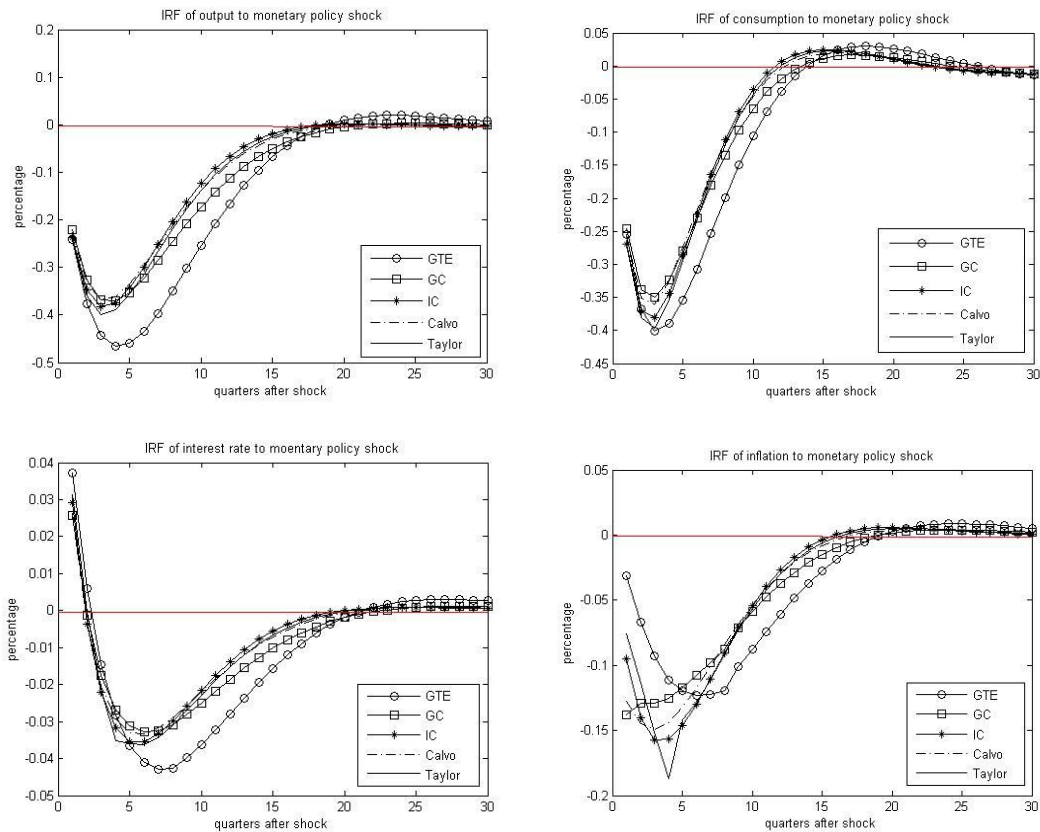 IRF of output to monetary policy shock
0.2
0.1
0
-0.1
-0.2
-0.3
-0.4
-0.5
percentage
0 5 10 15 20 25 30
quarters after shock
GTE
GC
IC
Calvo
Taylor
IRF of consumption to monetary policy shock
0.05
0
-0.05
-0.1
-0.15
-0.2
-0.25
-0.3
-0.35
-0.4
-0.45
percentage
0 5 10 15 20 25 30
quarters after shock
GTE
GC
IC
Calvo
Taylor
IRF of interest rate to moentary policy shock
0.04
0.03
0.02
0.01
0
-0.01
-0.02
-0.03
-0.04
-0.05
percentage
0 5 10 15 20 25 30
quarters after shock
GTE
GC
IC
Calvo
Taylor
IRF of inflation to monetary policy shock
0.05
0
-0.05
-0.1
-0.15
-0.2
percentage
0 5 10 15 20 25 30
quarters after shock
GTE
GC
IC
Calvo
Taylor